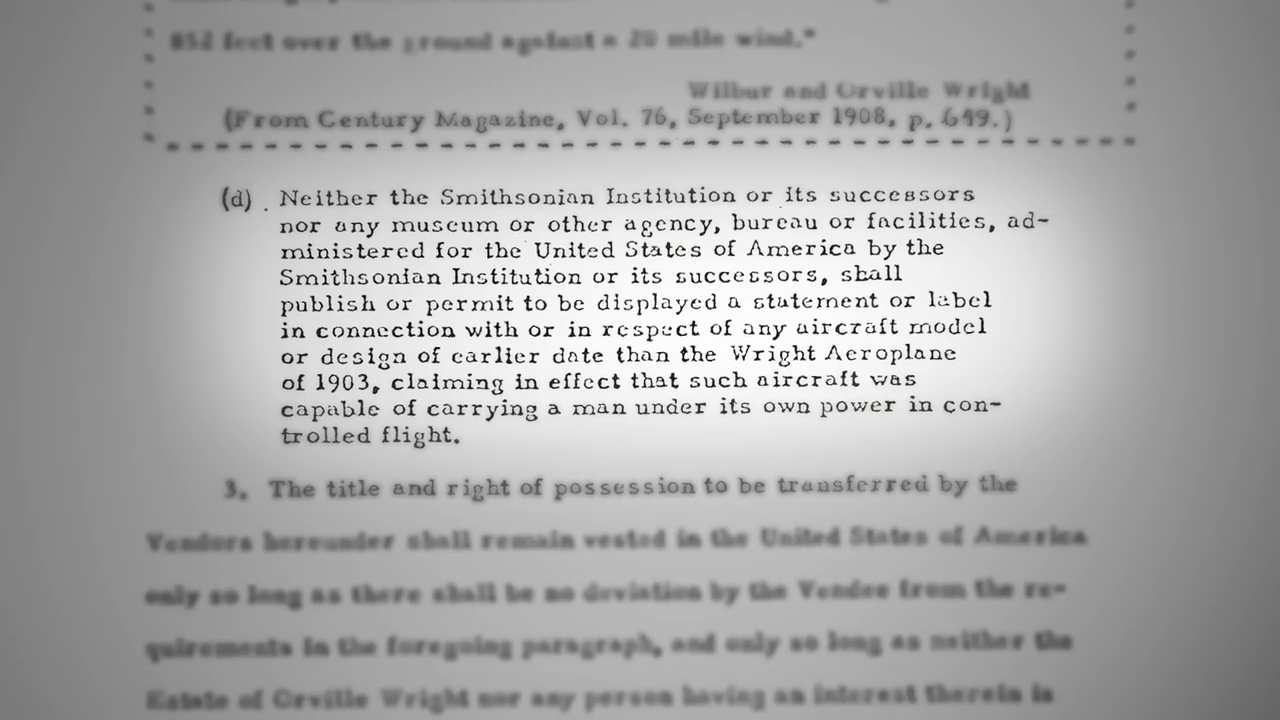 852 feet over the ground against a 20 mile wind."
Wilbur and Orville Wright
(From Century Magazine, Vol. 76, September 1908, p. 649.)
(d). Neither the Smithsonian Institution or its successors
nor any museum or other agency, bureau or facilities, ad-
ministered for the United States of America by the
Smithsonian Institution or its successors, shall
publish or permit to be displayed a statement or label
in connection with or in respect of any aircraft model
or design of earlier date than the Wright Aeroplane
of 1903, claiming in effect that such aircraft was
capable of carrying a man under its own power in con-
trolled flight.
3. The title and right of possession to be transferred by the
Vendors hereunder shall remain vested in the United States of America
only so long as there shall be no deviation by the Vendee from the re-
quirements in the foregoing paragraph, and only so long as neither the
Estate of Orville Wright nor any person having an interest therein is